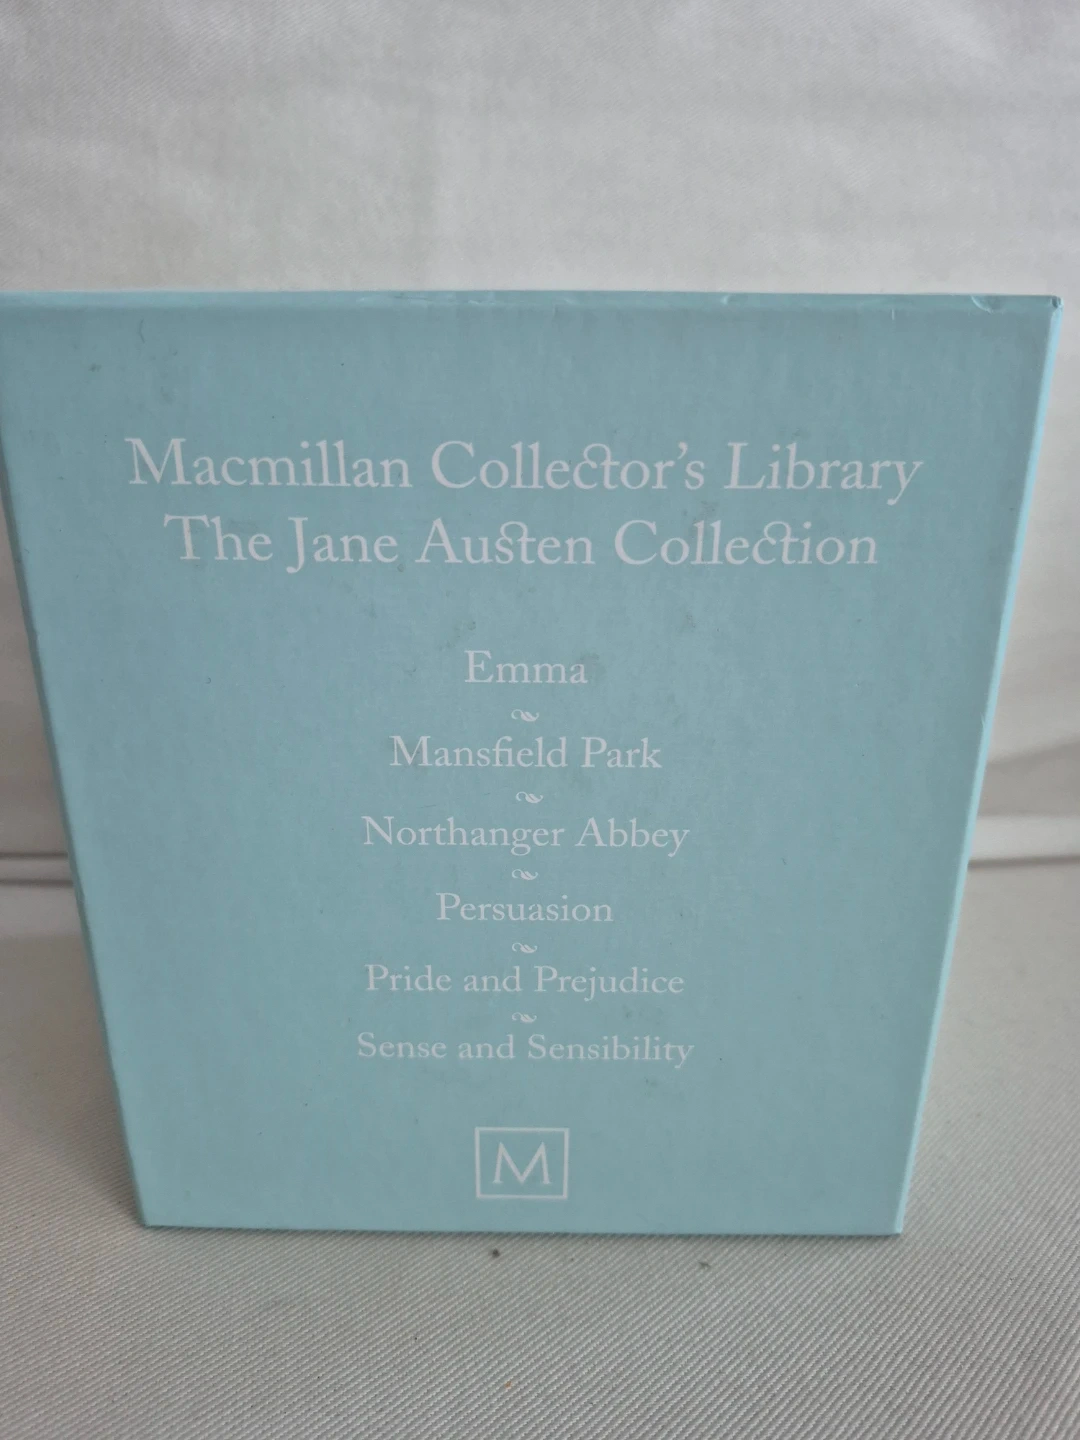 Macmillan Collector's Library
The Jane Austen Collection
Emma
Mansfield Park
Northanger Abbey
Persuasion
Pride and Prejudice
Sense and Sensibility
M